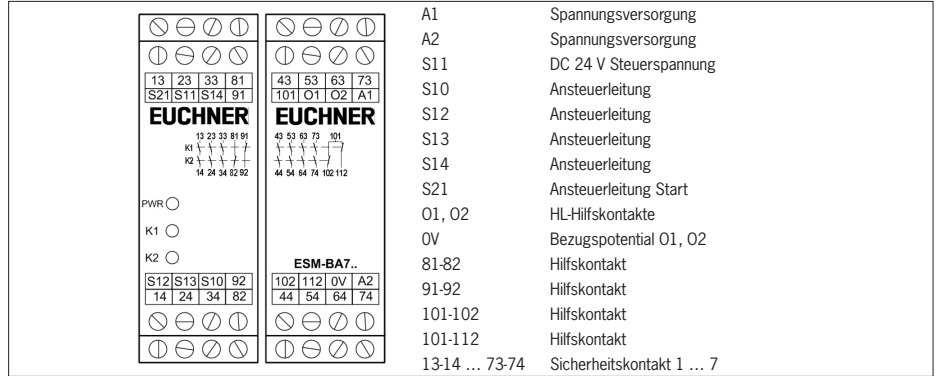 13 23 33 81
S21 S11 S14 91
EUCHNER
13 23 33 81 91
K1
K2
14 24 34 82 92
PWR
K1
K2
S12 S13 S10 92
14 24 34 82
43 53 63 73
101 O1 O2 A1
EUCHNER
43 53 63 73 101
44 54 64 74 102 112
ESM-BA7..
102 112 0V A2
44 54 64 74
A1 Spannungsversorgung
A2 Spannungsversorgung
S11 DC 24 V Steuerspannung
S10 Ansteuerleitung
S12 Ansteuerleitung
S13 Ansteuerleitung
S14 Ansteuerleitung
S21 Ansteuerleitung Start
O1, O2 HL-Hilfskontakte
0V Bezugspotential O1, O2
81-82 Hilfskontakt
91-92 Hilfskontakt
101-102 Hilfskontakt
101-112 Hilfskontakt
13-14 … 73-74 Sicherheitskontakt 1 … 7